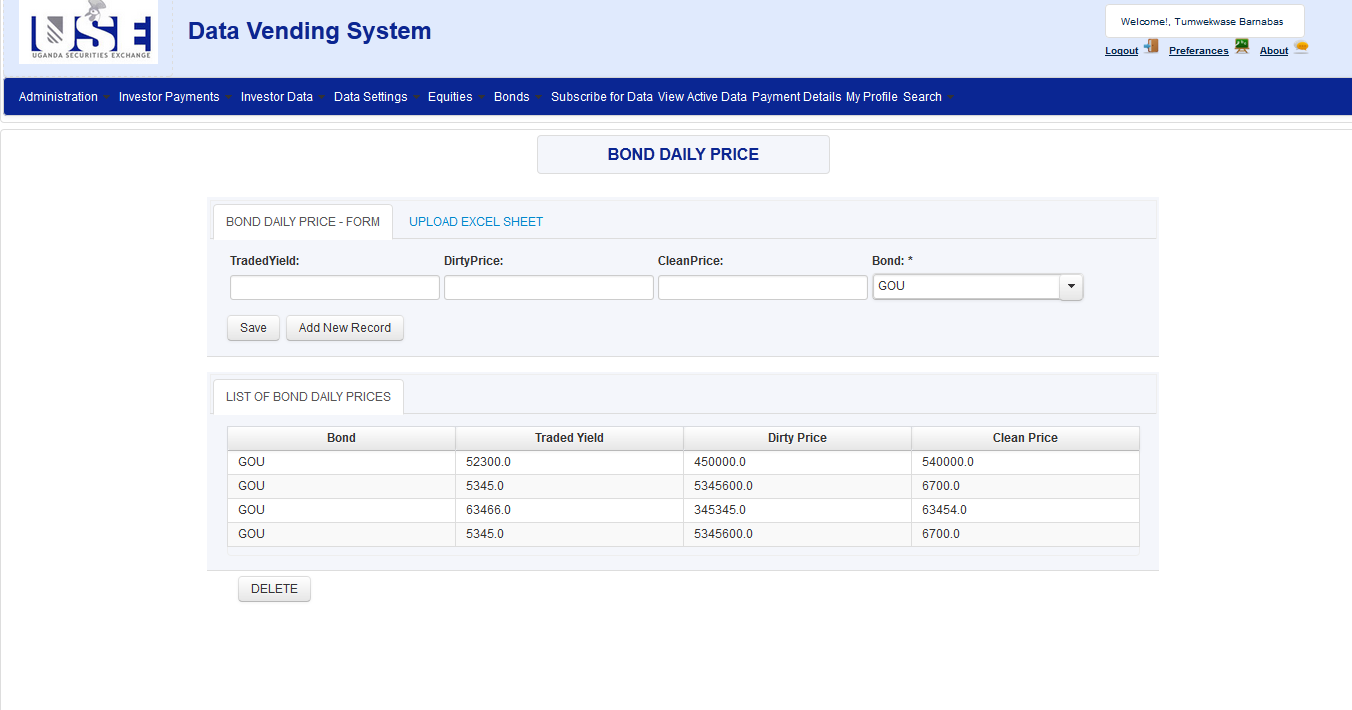 USE
UGANDA SECURITIES EXCHANGE
Data Vending System
Welcome!, Tumwekwase Barnabas
Logout Preferances About
Administration Investor Payments Investor Data Data Settings Equities Bonds Subscribe for Data View Active Data Payment Details My Profile Search
BOND DAILY PRICE
BOND DAILY PRICE - FORM UPLOAD EXCEL SHEET
TradedYield: DirtyPrice: CleanPrice: Bond: *
GOU
Save Add New Record
LIST OF BOND DAILY PRICES
Bond Traded Yield Dirty Price Clean Price
GOU 52300.0 450000.0 540000.0
GOU 5345.0 5345600.0 6700.0
GOU 63466.0 345345.0 63454.0
GOU 5345.0 5345600.0 6700.0
DELETE